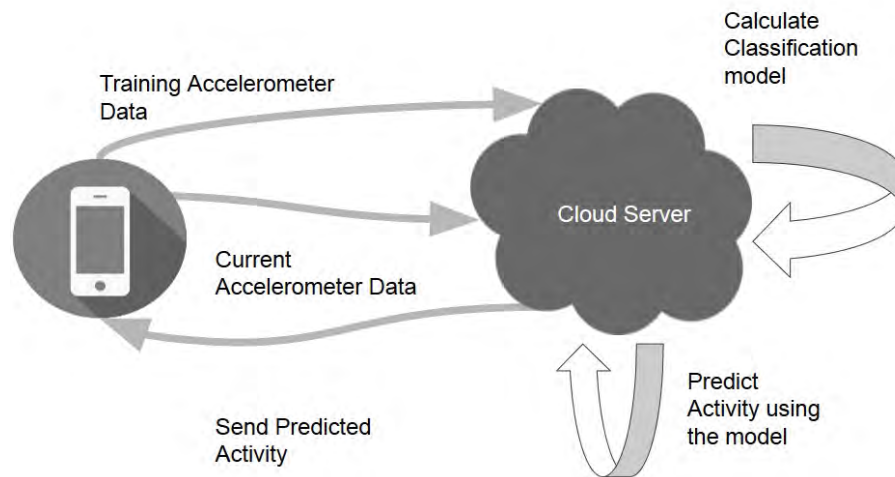 Calculate
Classification
model
Training Accelerometer
Data
Cloud Server
Current
Accelerometer Data
Predict
Activity using
the model
Send Predicted
Activity